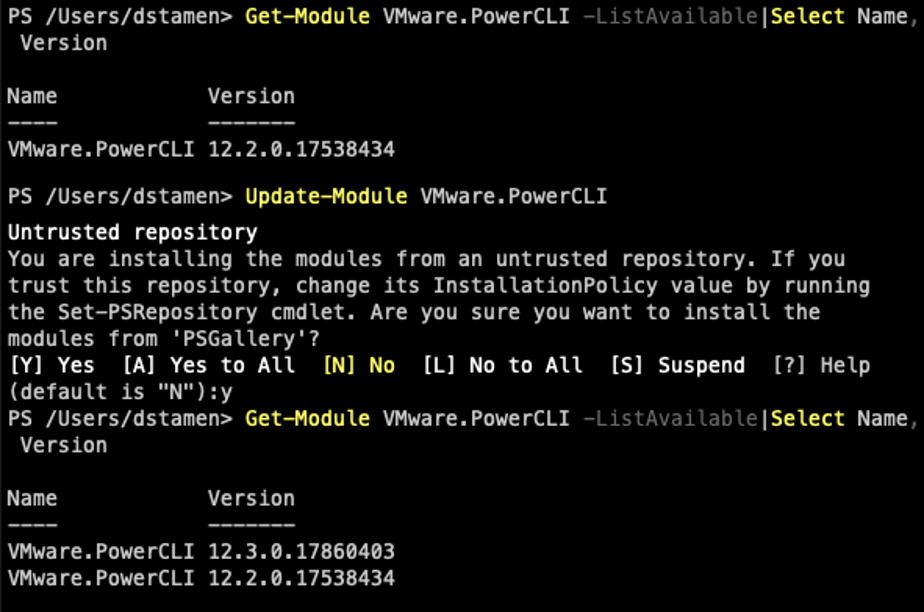 PS /Users/dstamen> Get-Module VMware.PowerCLI -ListAvailable|Select Name,
Version
Name Version
---- -------
VMware.PowerCLI 12.2.0.17538434
PS /Users/dstamen> Update-Module VMware.PowerCLI
Untrusted repository
You are installing the modules from an untrusted repository. If you
trust this repository, change its InstallationPolicy value by running
the Set-PSRepository cmdlet. Are you sure you want to install the
modules from 'PSGallery'?
[Y] Yes [A] Yes to All [N] No [L] No to All [S] Suspend [?] Help
(default is "N"):y
PS /Users/dstamen> Get-Module VMware.PowerCLI -ListAvailable|Select Name,
Version
Name Version
---- -------
VMware.PowerCLI 12.3.0.17860403
VMware.PowerCLI 12.2.0.17538434